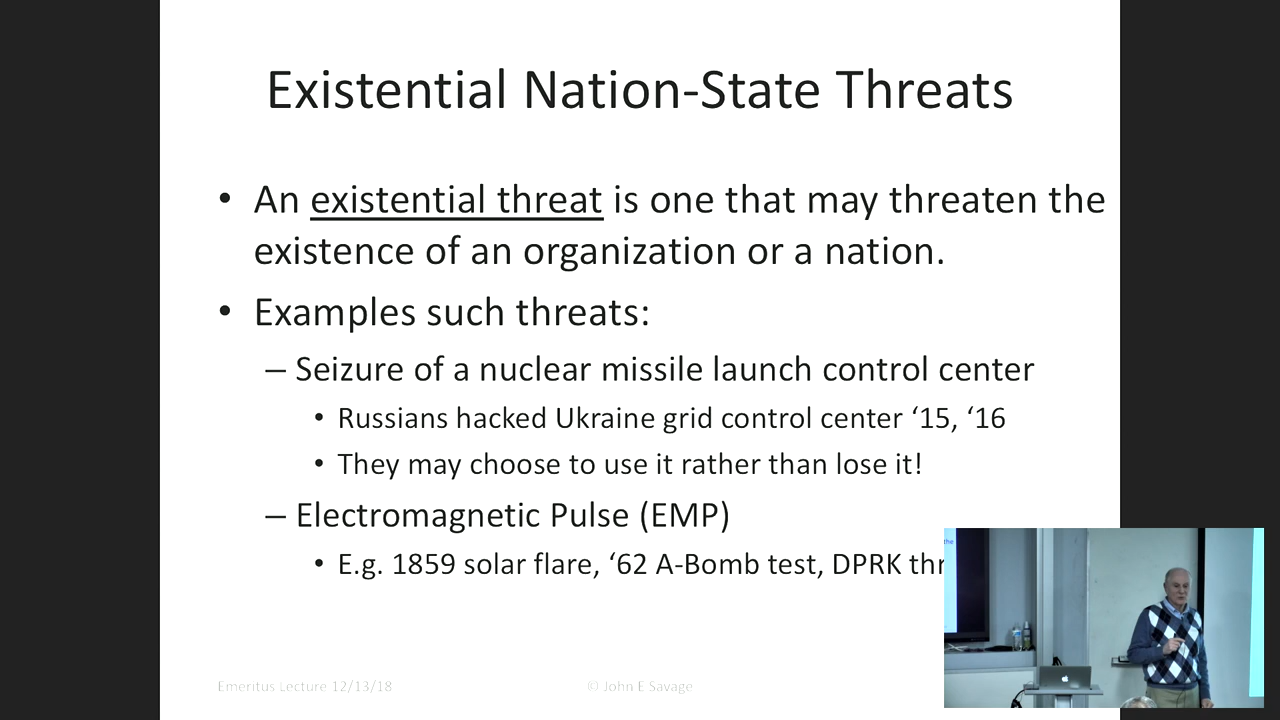 Existential Nation-State Threats
• An existential threat is one that may threaten the
existence of an organization or a nation.
• Examples such threats:
– Seizure of a nuclear missile launch control center
• Russians hacked Ukraine grid control center ‘15, ‘16
• They may choose to use it rather than lose it!
– Electromagnetic Pulse (EMP)
• E.g. 1859 solar flare, ‘62 A-Bomb test, DPRK
the
Emeritus Lecture 12/13/18
© John E Savage